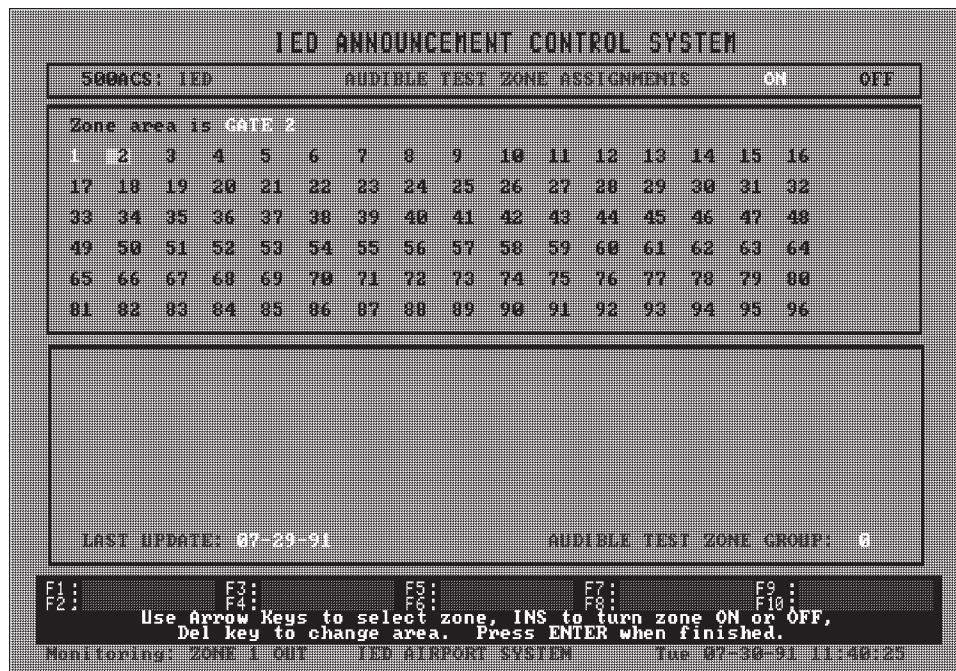 IED ANNOUNCEMENT CONTROL SYSTEM
500ACS: IED AUDIBLE TEST ZONE ASSIGNMENTS ON OFF
Zone area is GATE 2
1 2 3 4 5 6 7 8 9 10 11 12 13 14 15 16
17 18 19 20 21 22 23 24 25 26 27 28 29 30 31 32
33 34 35 36 37 38 39 40 41 42 43 44 45 46 47 48
49 50 51 52 53 54 55 56 57 58 59 60 61 62 63 64
65 66 67 68 69 70 71 72 73 74 75 76 77 78 79 80
81 82 83 84 85 86 87 88 89 90 91 92 93 94 95 96
LAST UPDATE: 07-29-91 AUDIBLE TEST ZONE GROUP: 0
F1: F3: F5: F7: F9:
F2: F4: F6: F8: F10:
Use Arrow Keys to select zone, INS to turn zone ON or OFF,
Del key to change area. Press ENTER when finished.
Monitoring: ZONE 1 OUT IED AIRPORT SYSTEM Tue 07-30-91 11:40:25